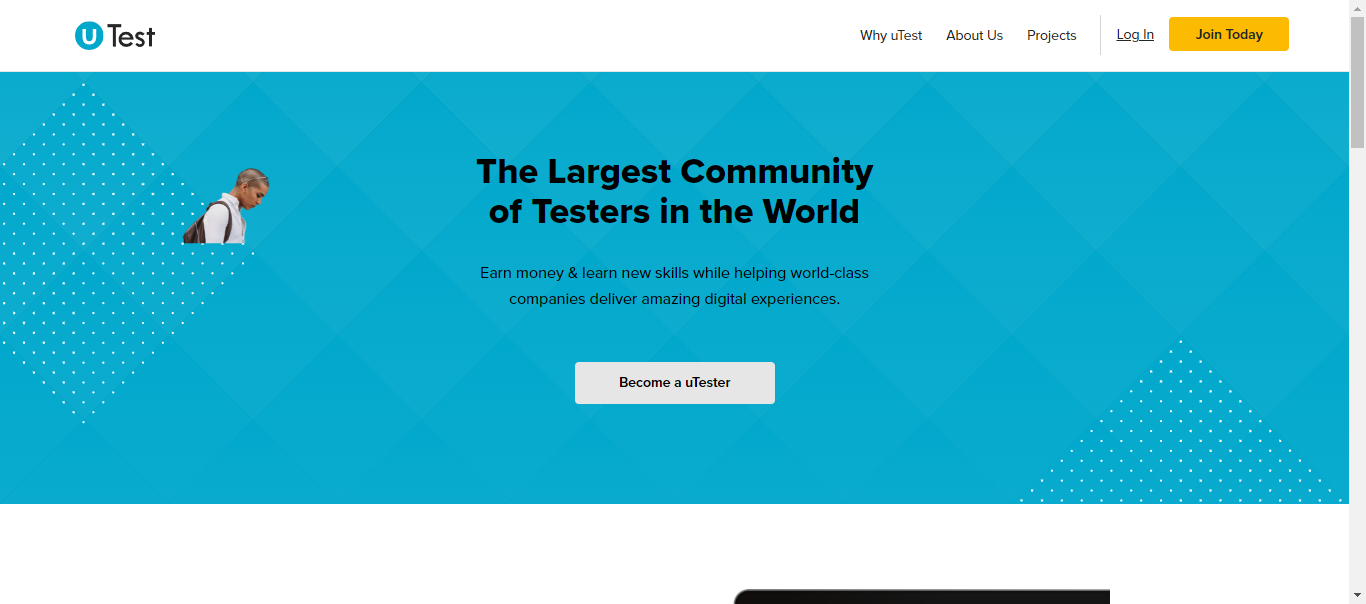 uTest
Why uTest
About Us
Projects
Log In
Join Today
The Largest Community
of Testers in the World
Earn money & learn new skills while helping world-class
companies deliver amazing digital experiences.
Become a uTester